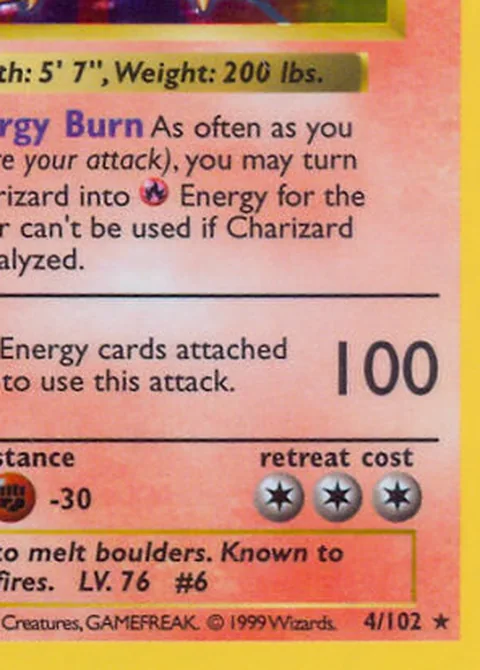 th: 5' 7", Weight: 200 lbs.
rgy Burn As often as you
re your attack), you may turn
rizard into Energy for the
r can't be used if Charizard
alyzed.
Energy cards attached
to use this attack.
100
stance
retreat cost
-30
to melt boulders. Known to
fires. LV. 76 #6
Creatures, GAMEFREAK. © 1999 Wizards. 4/102 ★